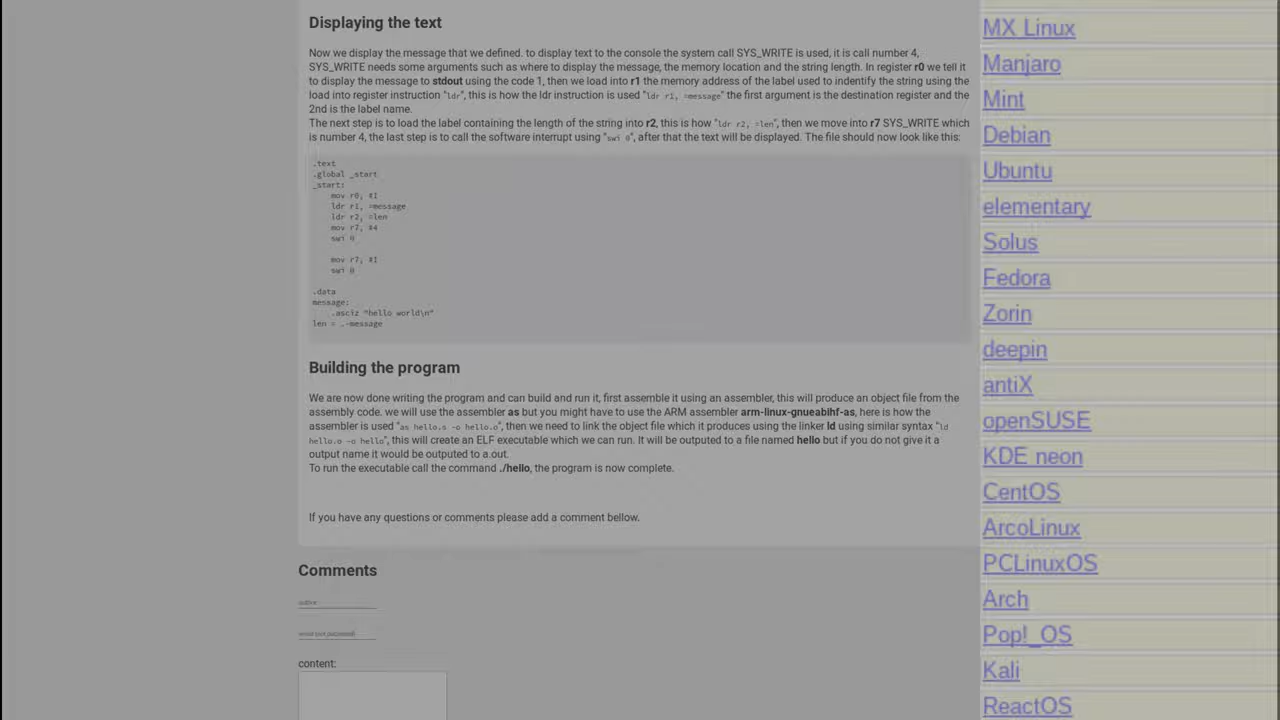 Displaying the text
Now we display the message that we defined. to display text to the console the system call SYS_WRITE is used, it is call number 4,
SYS_WRITE needs some arguments such as where to display the message, the memory location and the string length. In register r0 we tell it
to display the message to stdout using the code 1, then we load into r1 the memory address of the label used to indentify the string using the
load into register instruction "ldr", this is how the ldr instruction is used "ldr r1, =message" the first argument is the destination register and the
2nd is the label name.
The next step is to load the label containing the length of the string into r2, this is how "ldr r2, =len", then we move into r7 SYS_WRITE which
is number 4, the last step is to call the software interrupt using "swi 0", after that the text will be displayed. The file should now look like this:
.text
.global _start
_start:
mov r0, #1
ldr r1, =message
ldr r2, =len
mov r7, #4
swi 0
mov r7, #1
swi 0
.data
message:
.asciz "hello world\n"
len = .-message
Building the program
We are now done writing the program and can build and run it, first assemble it using an assembler, this will produce an object file from the
assembly code. we will use the assembler as but you might have to use the ARM assembler arm-linux-gnueabihf-as, here is how the
assembler is used "as hello.s -o hello.o", then we need to link the object file which it produces using the linker ld using similar syntax "ld
hello.o -o hello", this will create an ELF executable which we can run. It will be outputed to a file named hello but if you do not give it a
output name it would be outputed to a.out.
To run the executable call the command ./hello, the program is now complete.
If you have any questions or comments please add a comment bellow.
Comments
content:
MX Linux
Manjaro
Mint
Debian
Ubuntu
elementary
Solus
Fedora
Zorin
deepin
antiX
openSUSE
KDE neon
CentOS
ArcoLinux
PCLinuxOS
Arch
Pop!_OS
Kali
ReactOS